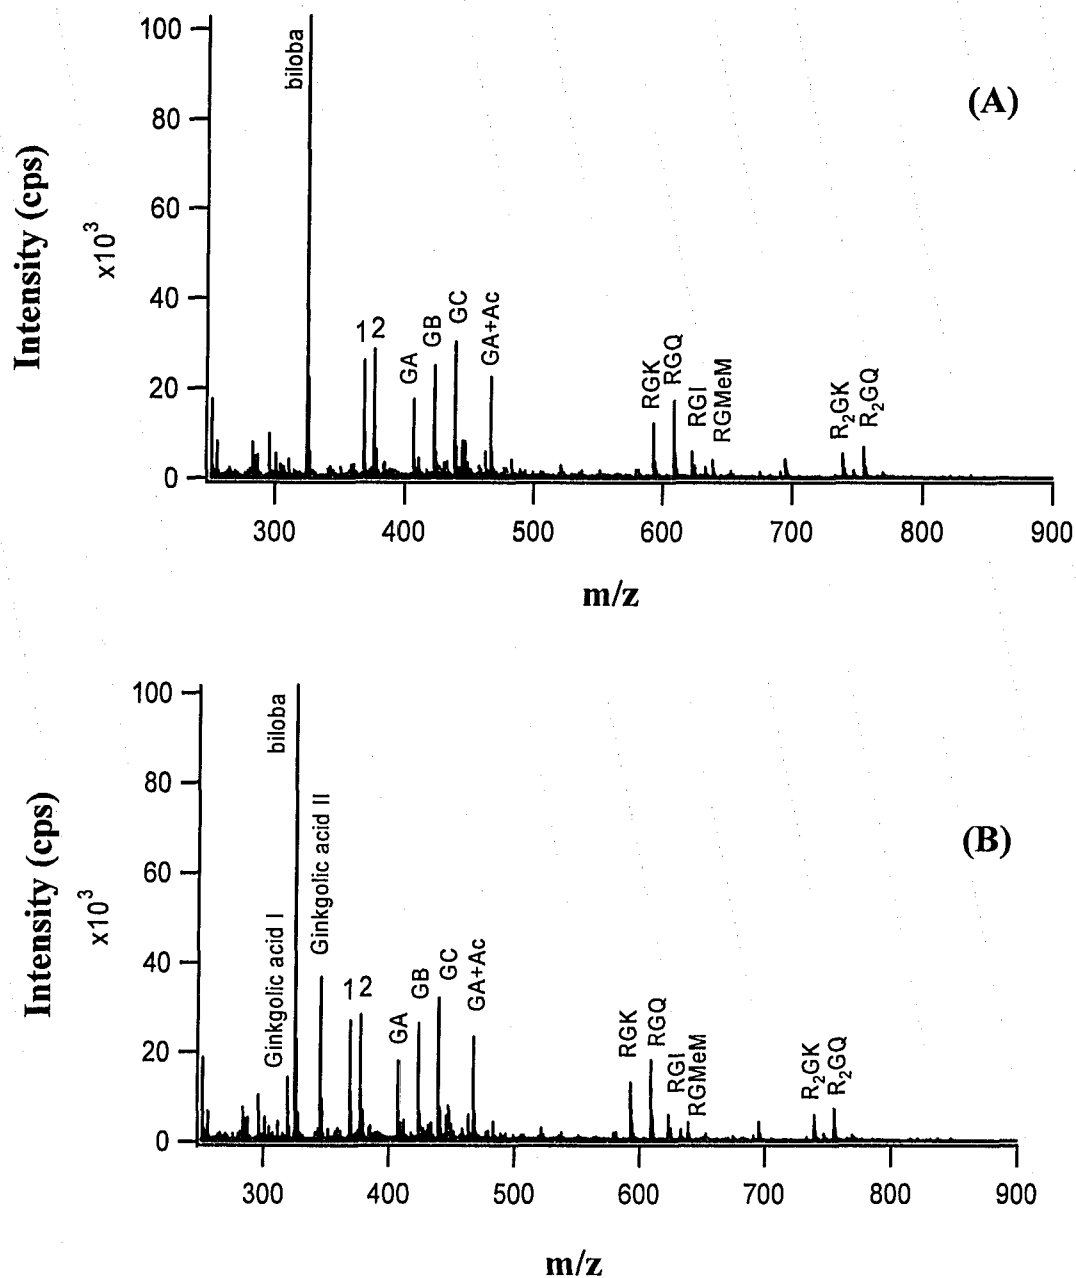 (A)
Intensity (cps)
x10³
100
80
60
40
20
0
biloba
1 2
GA
GB
GC
GA+Ac
RGK
RGQ
RGI
RGMeM
R₂GK
R₂GQ
300 400 500 600 700 800 900
m/z
(B)
Intensity (cps)
x10³
100
80
60
40
20
0
Ginkgolic acid I
biloba
Ginkgolic acid II
1 2
GA
GB
GC
GA+Ac
RGK
RGQ
RGI
RGMeM
R₂GK
R₂GQ
300 400 500 600 700 800 900
m/z